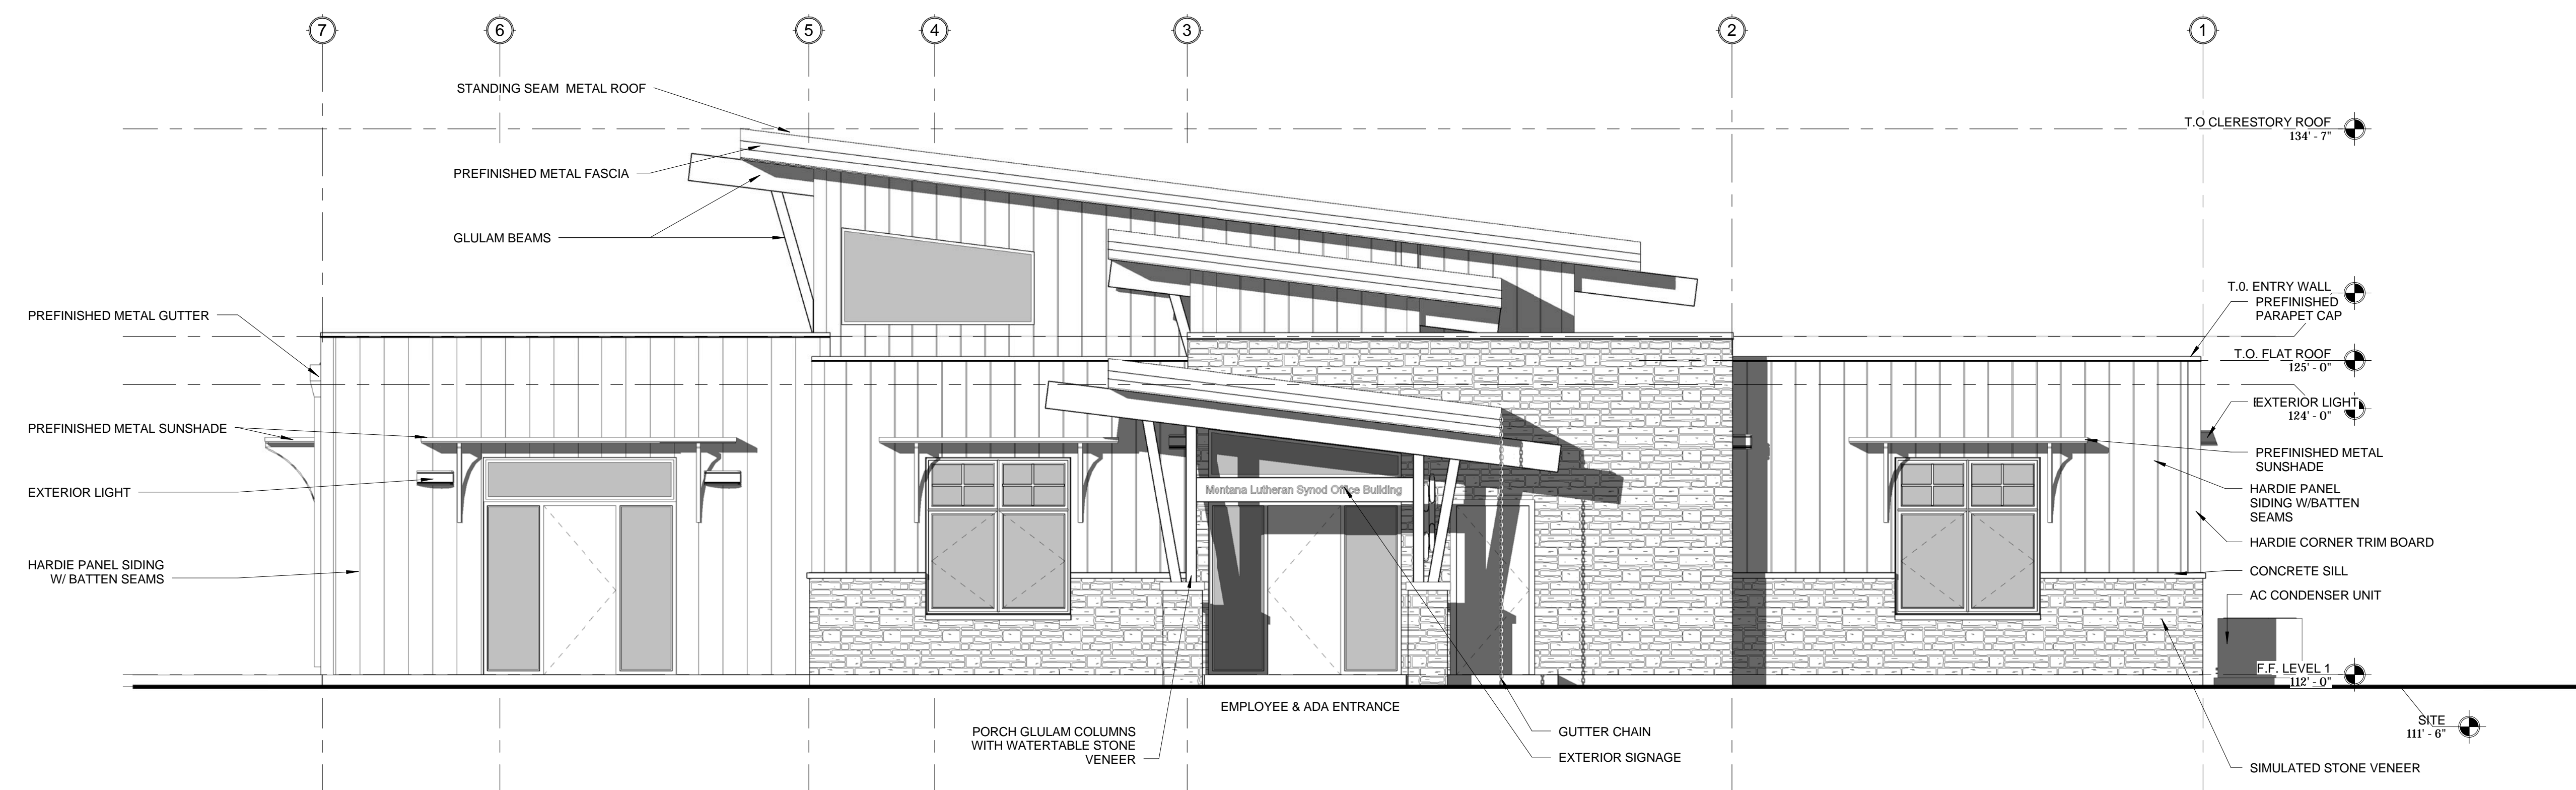 7
6
5
4
3
2
1
STANDING SEAM METAL ROOF
T.O CLERESTORY ROOF
134' - 7"
PREFINISHED METAL FASCIA
GLULAM BEAMS
T.0. ENTRY WALL
PREFINISHED
PARAPET CAP
PREFINISHED METAL GUTTER
T.O. FLAT ROOF
125' - 0"
EXTERIOR LIGHT
124' - 0"
PREFINISHED METAL SUNSHADE
PREFINISHED METAL
SUNSHADE
EXTERIOR LIGHT
Montana Lutheran Synod Office Building
HARDIE PANEL
SIDING W/BATTEN
SEAMS
HARDIE CORNER TRIM BOARD
HARDIE PANEL SIDING
W/ BATTEN SEAMS
CONCRETE SILL
AC CONDENSER UNIT
F.F. LEVEL 1
112' - 0"
EMPLOYEE & ADA ENTRANCE
SITE
111' - 6"
PORCH GLULAM COLUMNS
WITH WATERTABLE STONE
VENEER
GUTTER CHAIN
EXTERIOR SIGNAGE
SIMULATED STONE VENEER